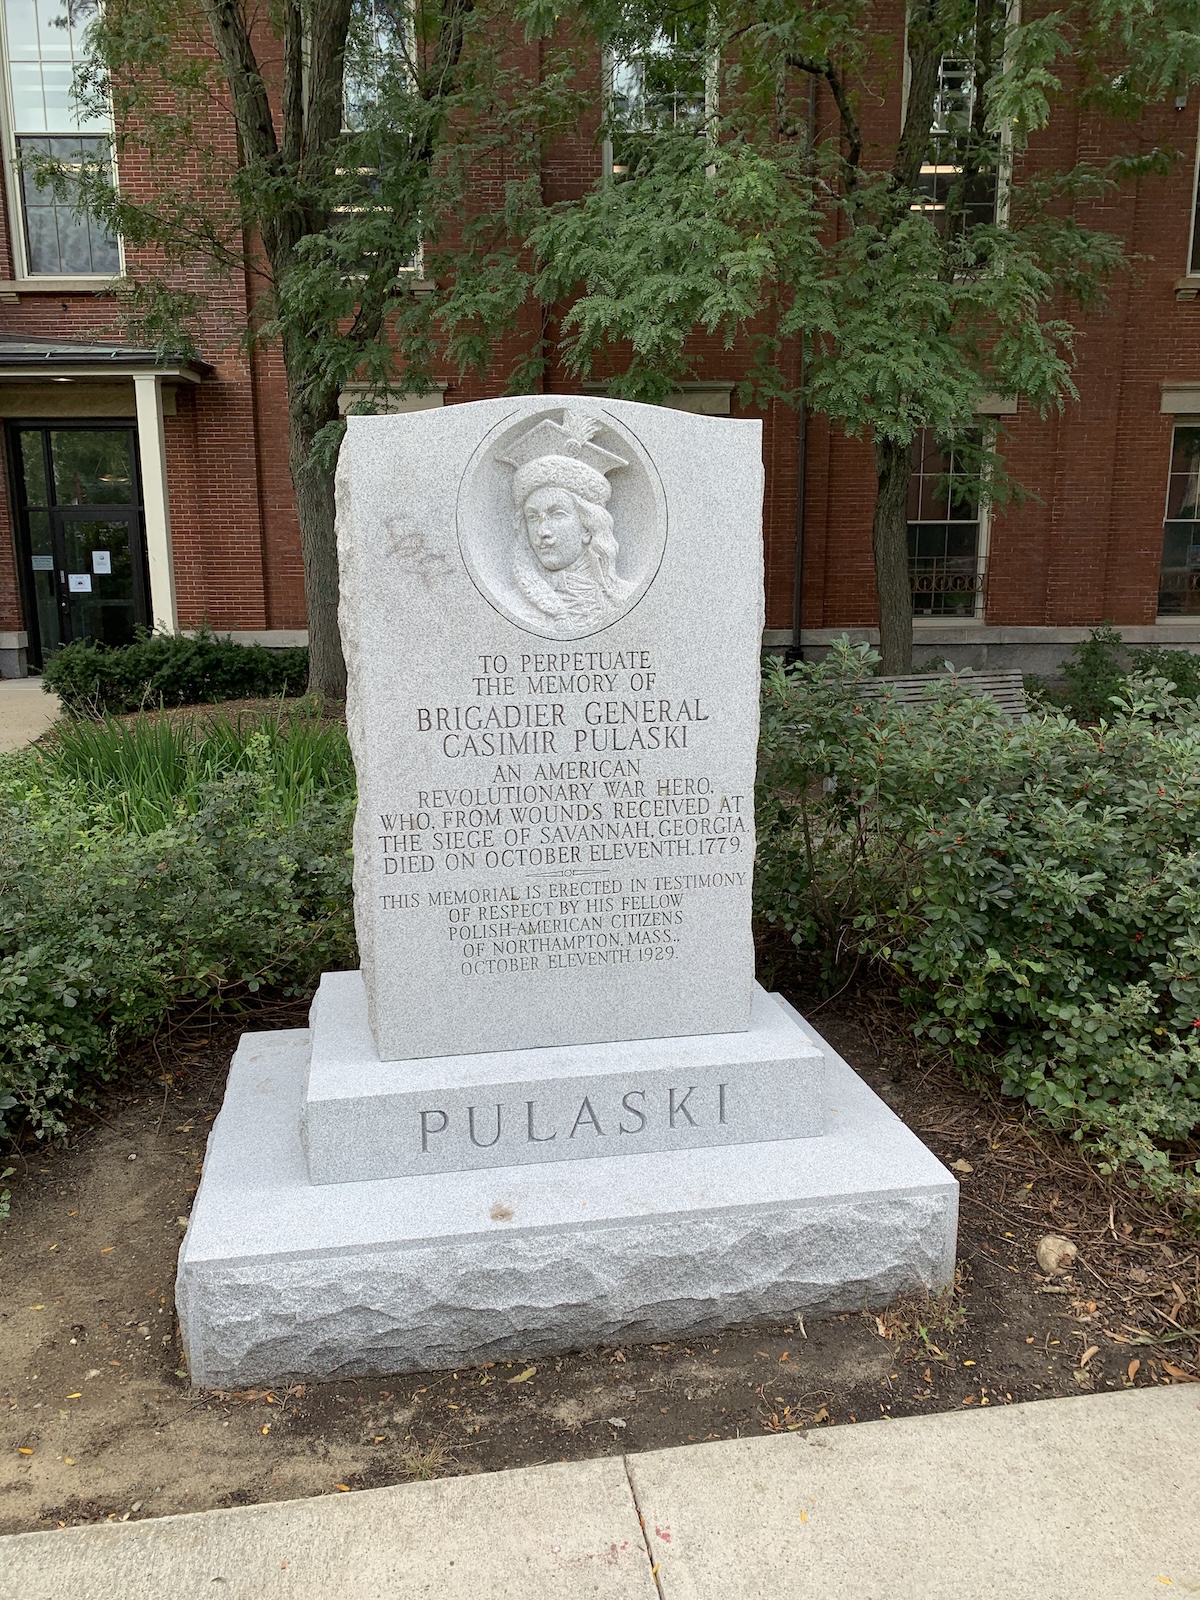 TO PERPETUATE
THE MEMORY OF
BRIGADIER GENERAL
CASIMIR PULASKI
AN AMERICAN
REVOLUTIONARY WAR HERO,
WHO, FROM WOUNDS RECEIVED AT
THE SIEGE OF SAVANNAH, GEORGIA.
DIED ON OCTOBER ELEVENTH, 1779.
THIS MEMORIAL IS ERECTED IN TESTIMONY
OF RESPECT BY HIS FELLOW
POLISH-AMERICAN CITIZENS
OF NORTHAMPTON, MASS.,
OCTOBER ELEVENTH, 1929.
PULASKI